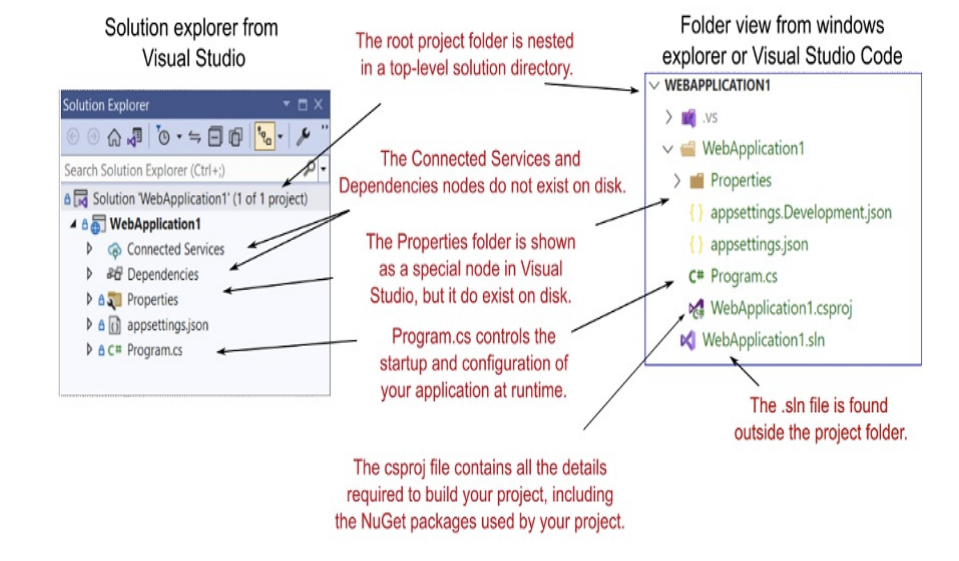 Solution explorer from
Visual Studio
Folder view from windows
explorer or Visual Studio Code
The root project folder is nested
in a top-level solution directory.
Solution Explorer
Search Solution Explorer (Ctrl+;)
Solution 'WebApplication1' (1 of 1 project)
WebApplication1
Connected Services
Dependencies
Properties
{} appsettings.json
C# Program.cs
The Connected Services and
Dependencies nodes do not exist on disk.
The Properties folder is shown
as a special node in Visual
Studio, but it do exist on disk.
Program.cs controls the
startup and configuration of
your application at runtime.
The csproj file contains all the details
required to build your project, including
the NuGet packages used by your project.
WEBAPPLICATION1
.vs
WebApplication1
Properties
{} appsettings.Development.json
{} appsettings.json
C# Program.cs
WebApplication1.csproj
WebApplication1.sln
The .sln file is found
outside the project folder.